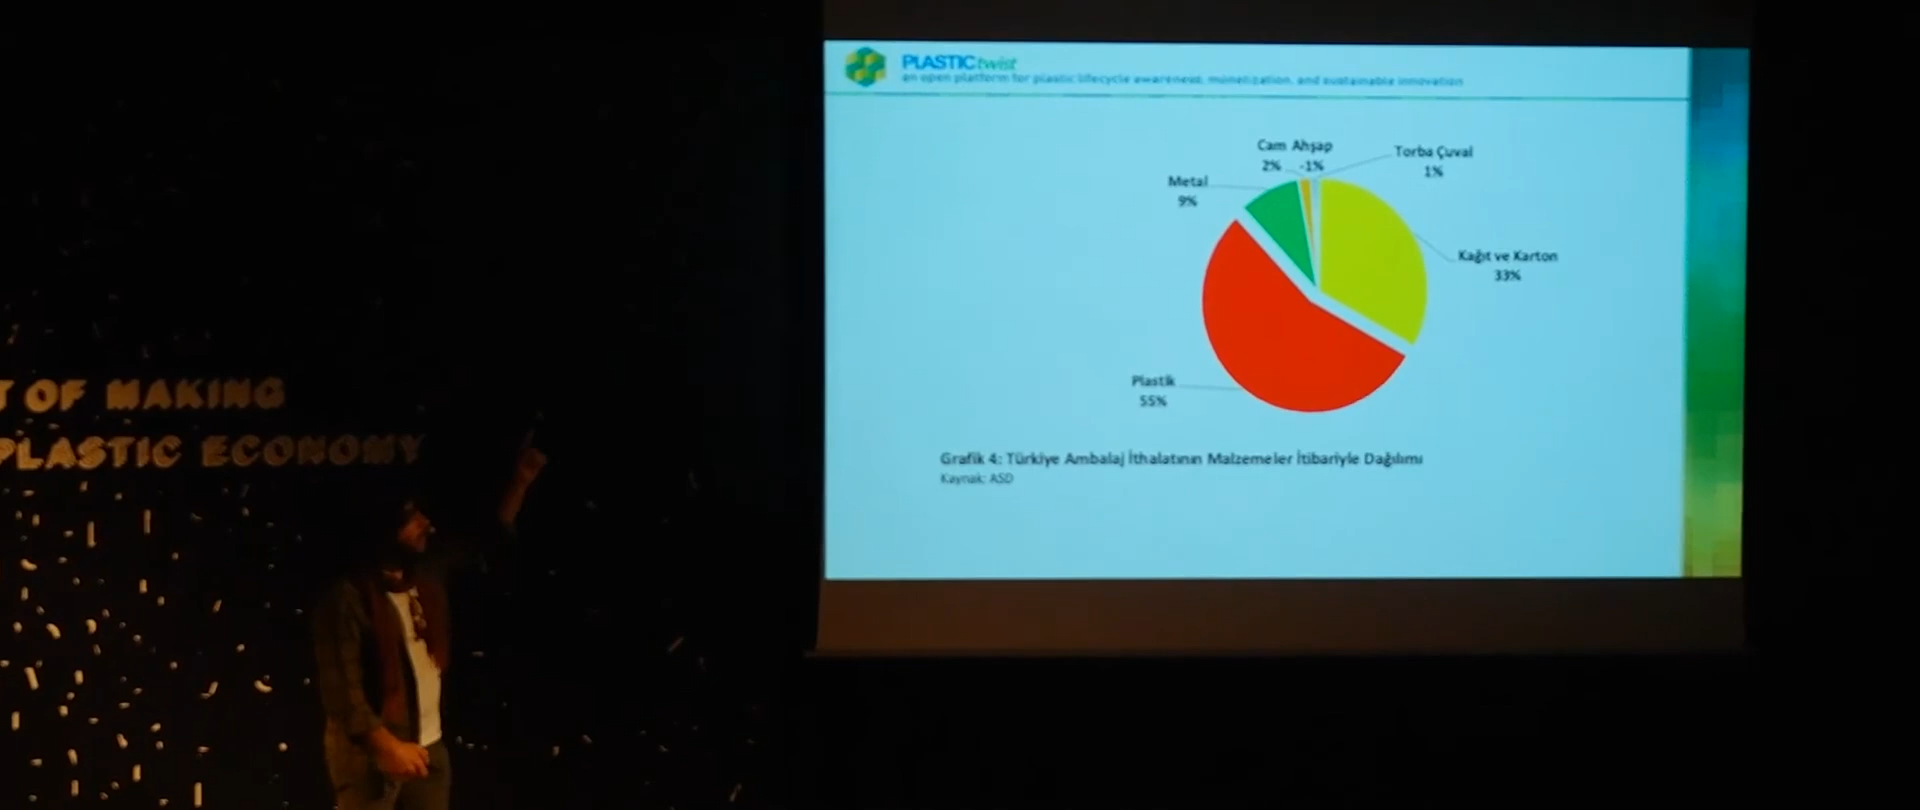 T OF MAKING
PLASTIC ECONOMY
PLASTICtwist
an open platform for plastic lifecycle awareness, monetization, and sustainable innovation
Cam Ahşap
2% -1%
Torba Çuval
1%
Metal
9%
Kağıt ve Karton
33%
Plastik
55%
Grafik 4: Türkiye Ambalaj İthalatının Malzemeler İtibariyle Dağılımı
Kaynak: ASD